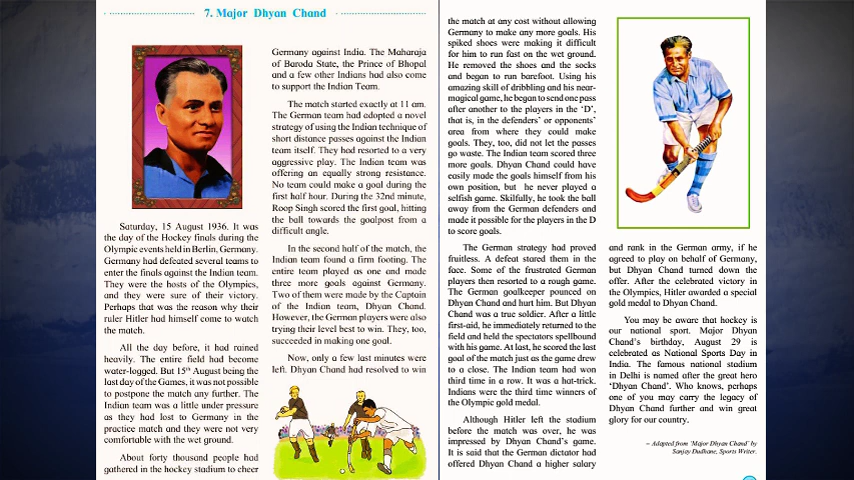 7. Major Dhyan Chand
Saturday, 15 August 1936. It was
the day of the Hockey finals during the
Olympic events held in Berlin, Germany.
Germany had defeated several teams to
enter the finals against the Indian team.
They were the hosts of the Olympics,
and they were sure of their victory.
Perhaps that was the reason why their
ruler Hitler had himself come to watch
the match.
All the day before, it had rained
heavily. The entire field had become
water-logged. But 15th August being the
last day of the Games, it was not possible
to postpone the match any further. The
Indian team was a little under pressure
as they had lost to Germany in the
practice match and they were not very
comfortable with the wet ground.
About forty thousand people had
gathered in the hockey stadium to cheer
Germany against India. The Maharaja
of Baroda State, the Prince of Bhopal
and a few other Indians had also come
to support the Indian Team.
The match started exactly at 11 am.
The German team had adopted a novel
strategy of using the Indian technique of
short distance passes against the Indian
team itself. They had resorted to a very
aggressive play. The Indian team was
offering an equally strong resistance.
No team could make a goal during the
first half hour. During the 32nd minute,
Roop Singh scored the first goal, hitting
the ball towards the goalpost from a
difficult angle.
In the second half of the match, the
Indian team found a firm footing. The
entire team played as one and made
three more goals against Germany.
Two of them were made by the Captain
of the Indian team, Dhyan Chand.
However, the German players were also
trying their level best to win. They, too,
succeeded in making one goal.
Now, only a few last minutes were
left. Dhyan Chand had resolved to win
the match at any cost without allowing
Germany to make any more goals. His
spiked shoes were making it difficult
for him to run fast on the wet ground.
He removed the shoes and the socks
and began to run barefoot. Using his
amazing skill of dribbling and his near-
magical game, he began to send one pass
after another to the players in the ‘D’,
that is, in the defenders’ or opponents’
area from where they could make
goals. They, too, did not let the passes
go waste. The Indian team scored three
more goals. Dhyan Chand could have
easily made the goals himself from his
own position, but he never played a
selfish game. Skilfully, he took the ball
away from the German defenders and
made it possible for the players in the D
to score goals.
The German strategy had proved
fruitless. A defeat stared them in the
face. Some of the frustrated German
players then resorted to a rough game.
The German goalkeeper pounced on
Dhyan Chand and hurt him. But Dhyan
Chand was a true soldier. After a little
first-aid, he immediately returned to the
field and held the spectators spellbound
with his game. At last, he scored the last
goal of the match just as the game drew
to a close. The Indian team had won
third time in a row. It was a hat-trick.
Indians were the third time winners of
the Olympic gold medal.
Although Hitler left the stadium
before the match was over, he was
impressed by Dhyan Chand’s game.
It is said that the German dictator had
offered Dhyan Chand a higher salary
and rank in the German army, if he
agreed to play on behalf of Germany,
but Dhyan Chand turned down the
offer. After the celebrated victory in
the Olympics, Hitler awarded a special
gold medal to Dhyan Chand.
You may be aware that hockey is
our national sport. Major Dhyan
Chand’s birthday, August 29 is
celebrated as National Sports Day in
India. The famous national stadium
in Delhi is named after the great hero
‘Dhyan Chand’. Who knows, perhaps
one of you may carry the legacy of
Dhyan Chand further and win great
glory for our country.
– Adapted from ‘Major Dhyan Chand’ by
Sanjay Dudhane, Sports Writer.